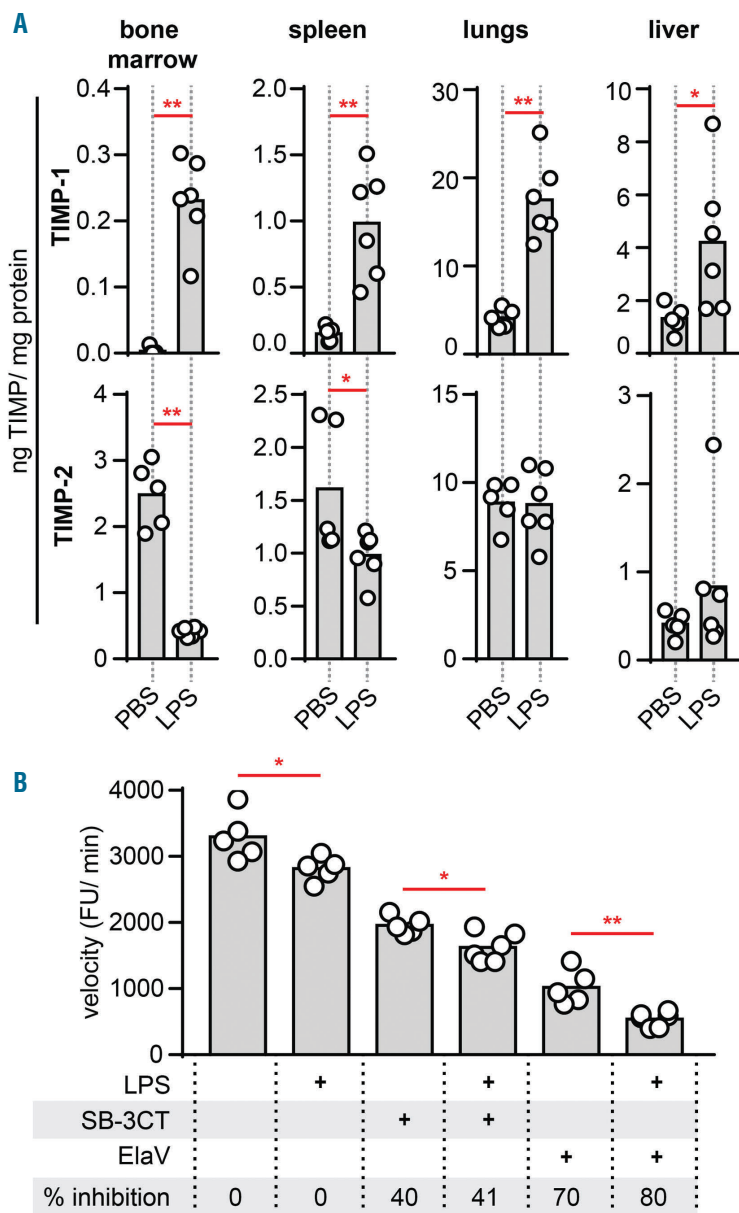 A
bone marrow spleen lungs liver
ng TIMP/ mg protein
TIMP-1
0.4 0.3 0.2 0.1 0.0
**
2.0 1.5 1.0 0.5 0.0
**
30 20 10 0
**
10 8 6 4 2 0
*
TIMP-2
4 3 2 1 0
**
2.5 2.0 1.5 1.0 0.5 0.0
*
15 10 5 0
3 2 1 0
PBS LPS PBS LPS PBS LPS PBS LPS
B
velocity (FU/ min)
4000 3000 2000 1000 0
* * **
LPS + + +
SB-3CT + +
ElaV + +
% inhibition 0 0 40 41 70 80